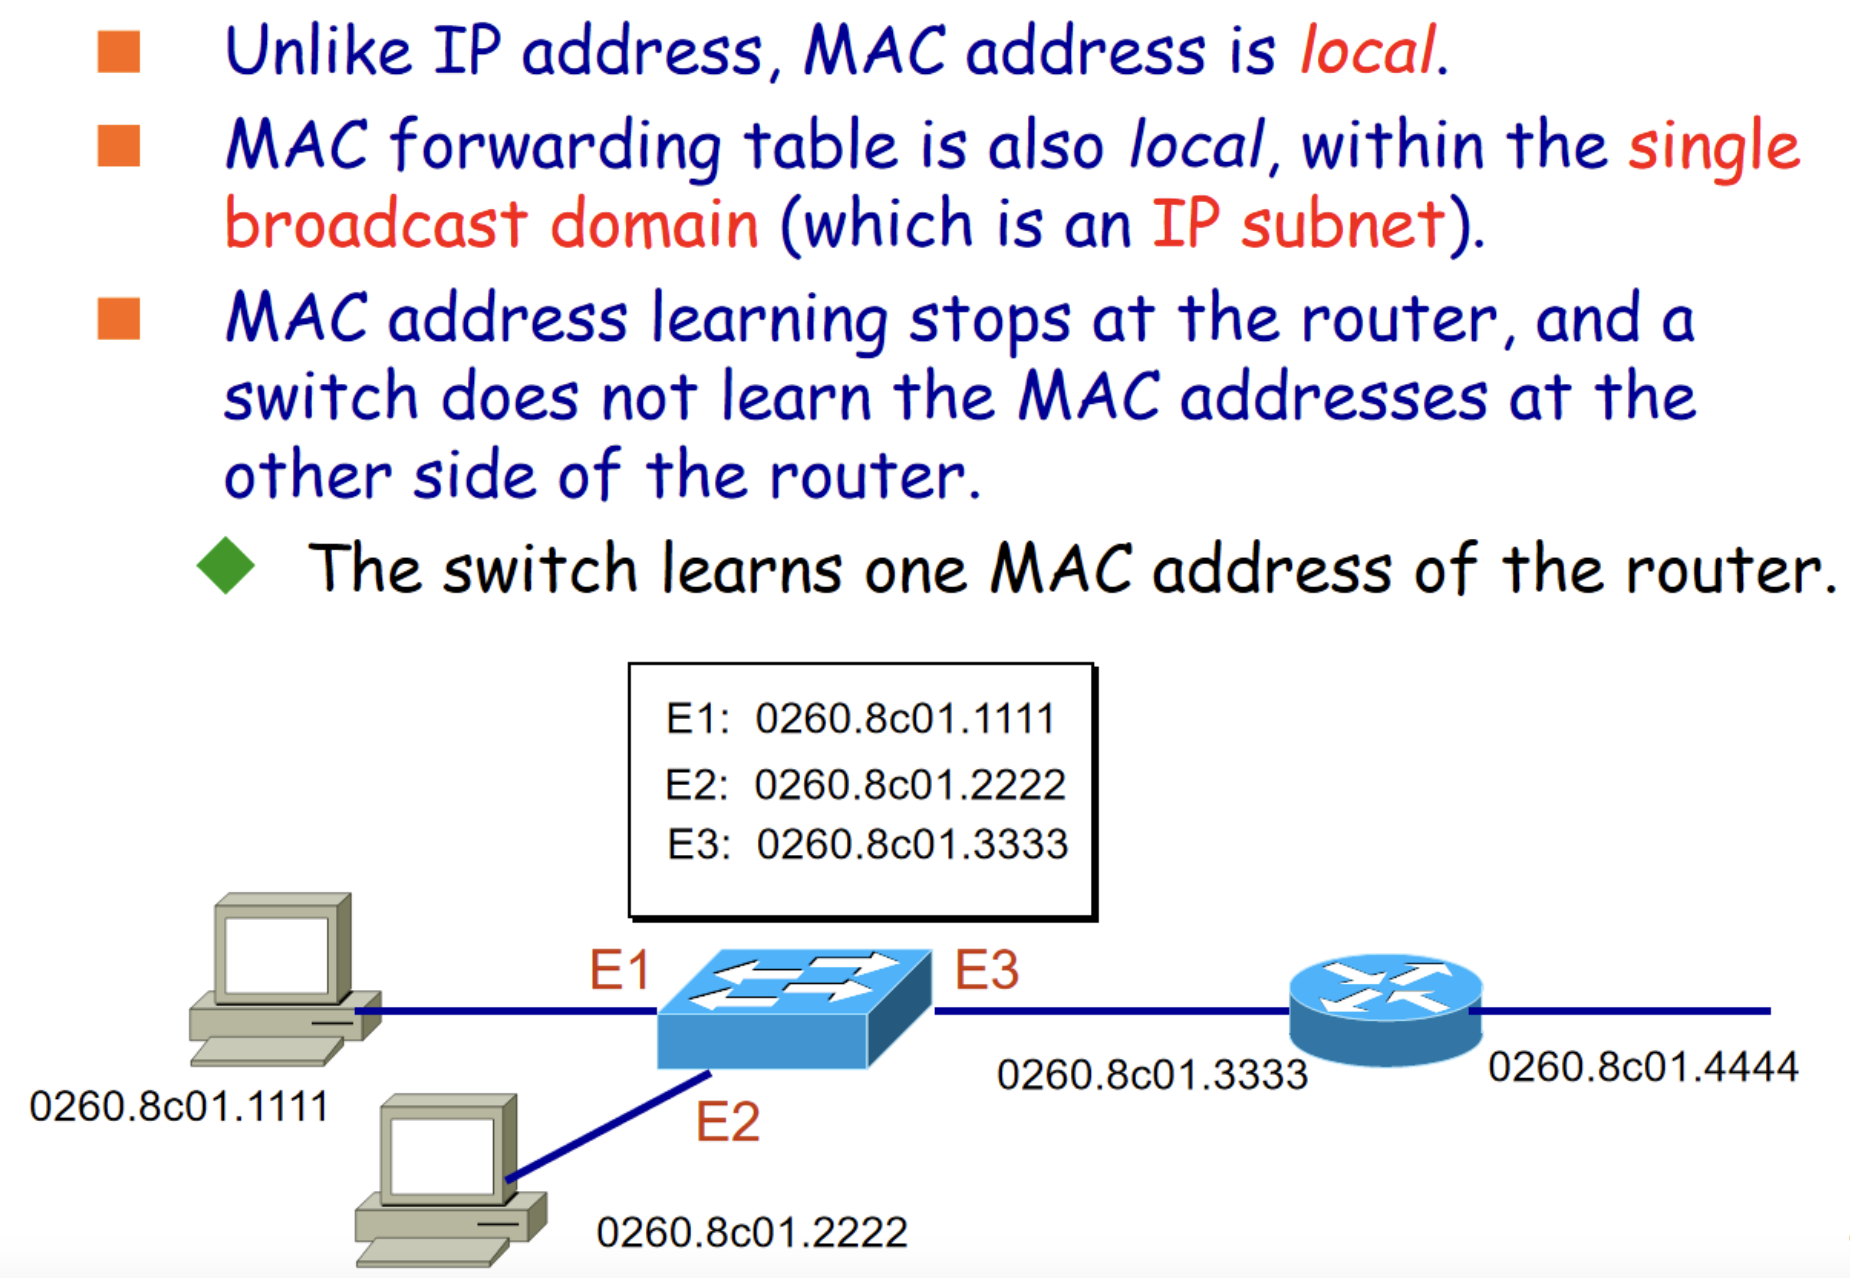 Unlike IP address, MAC address is local.
MAC forwarding table is also local, within the single
broadcast domain (which is an IP subnet).
MAC address learning stops at the router, and a
switch does not learn the MAC addresses at the
other side of the router.
The switch learns one MAC address of the router.
E1: 0260.8c01.1111
E2: 0260.8c01.2222
E3: 0260.8c01.3333
E1
E3
0260.8c01.3333
0260.8c01.4444
0260.8c01.1111
E2
0260.8c01.2222